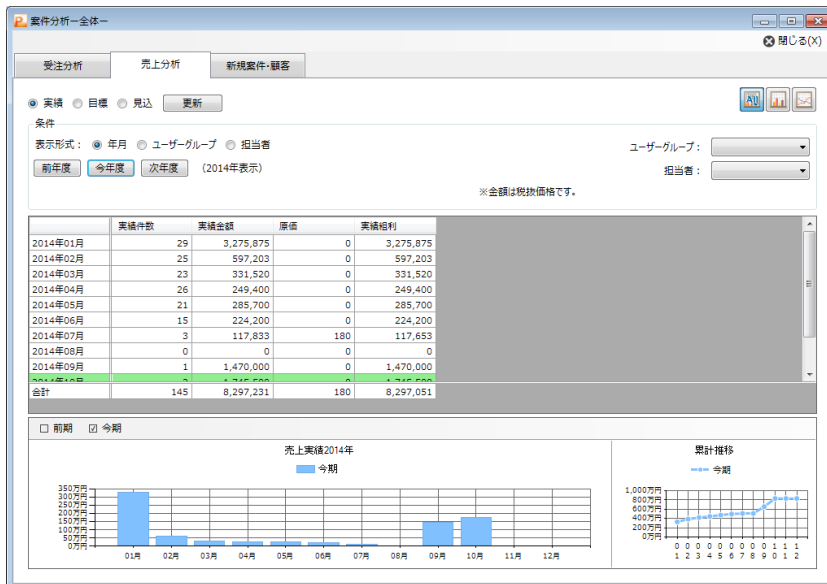 案件分析ー全体ー
閉じる(X)
受注分析 売上分析 新規案件・顧客
実績 目標 見込 更新
条件
表示形式： 年月 ユーザーグループ 担当者
ユーザーグループ：
前年度 今年度 次年度 （2014年表示）
担当者：
※金額は税抜価格です。
実績件数 実績金額 原価 実績粗利
2014年01月 29 3,275,875 0 3,275,875
2014年02月 25 597,203 0 597,203
2014年03月 23 331,520 0 331,520
2014年04月 26 249,400 0 249,400
2014年05月 21 285,700 0 285,700
2014年06月 15 224,200 0 224,200
2014年07月 3 117,833 180 117,653
2014年08月 0 0 0 0
2014年09月 1 1,470,000 0 1,470,000
合計 145 8,297,231 180 8,297,051
前期 今期
売上実績2014年
今期
350万円
300万円
250万円
200万円
150万円
100万円
50万円
0万円
01月 02月 03月 04月 05月 06月 07月 08月 09月 10月 11月 12月
累計推移
今期
1,000万円
800万円
600万円
400万円
200万円
0万円
01 02 03 04 05 06 07 08 09 10 11 12